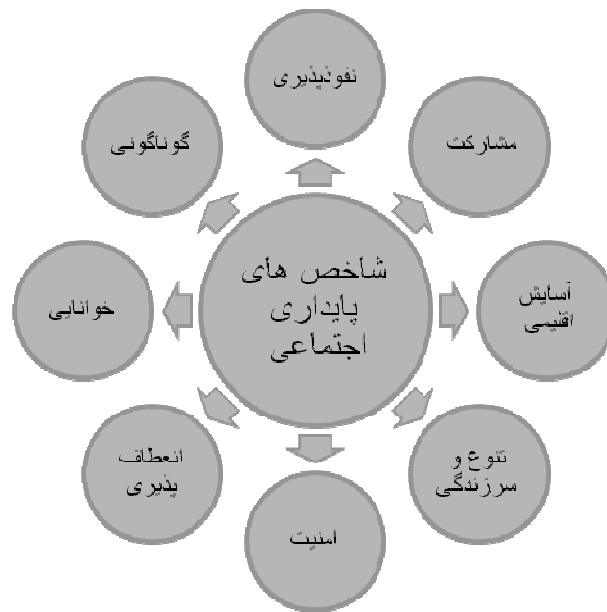 شاخص های
پایداری
اجتماعی
نفوذپذیری
مشارکت
آسایش
اقلیمی
تنوع و
سرزندگی
امنیت
انعطاف
پذیری
خوانایی
گوناگونی